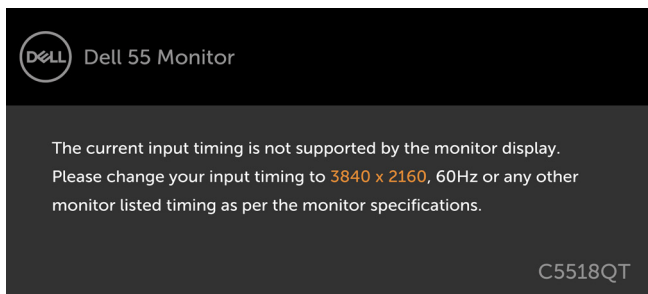 DELL Dell 55 Monitor
The current input timing is not supported by the monitor display.
Please change your input timing to 3840 x 2160, 60Hz or any other
monitor listed timing as per the monitor specifications.
C5518QT